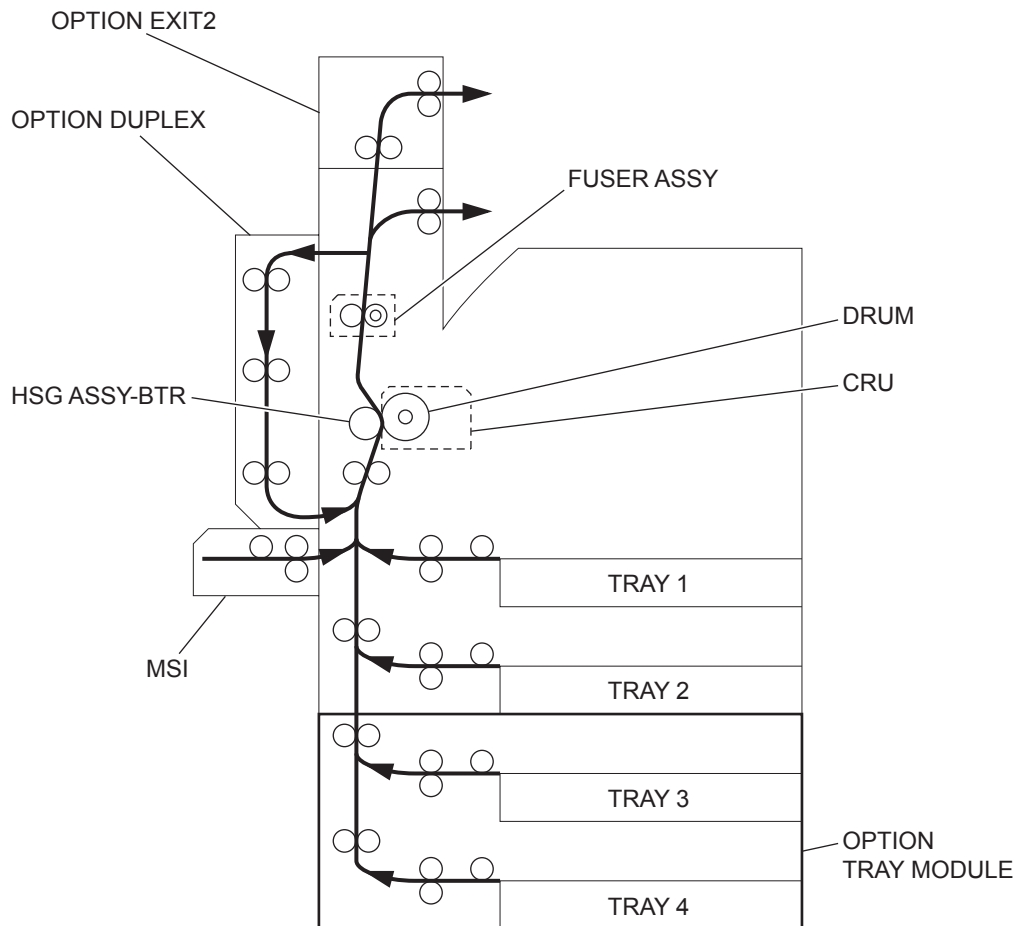 OPTION EXIT2
OPTION DUPLEX
FUSER ASSY
DRUM
CRU
HSG ASSY-BTR
TRAY 1
MSI
TRAY 2
TRAY 3
OPTION
TRAY MODULE
TRAY 4